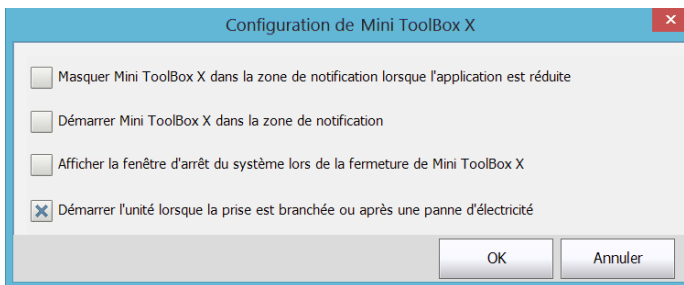 Configuration de Mini ToolBox X
Masquer Mini ToolBox X dans la zone de notification lorsque l'application est réduite
Démarrer Mini ToolBox X dans la zone de notification
Afficher la fenêtre d'arrêt du système lors de la fermeture de Mini ToolBox X
Démarrer l'unité lorsque la prise est branchée ou après une panne d'électricité
OK
Annuler